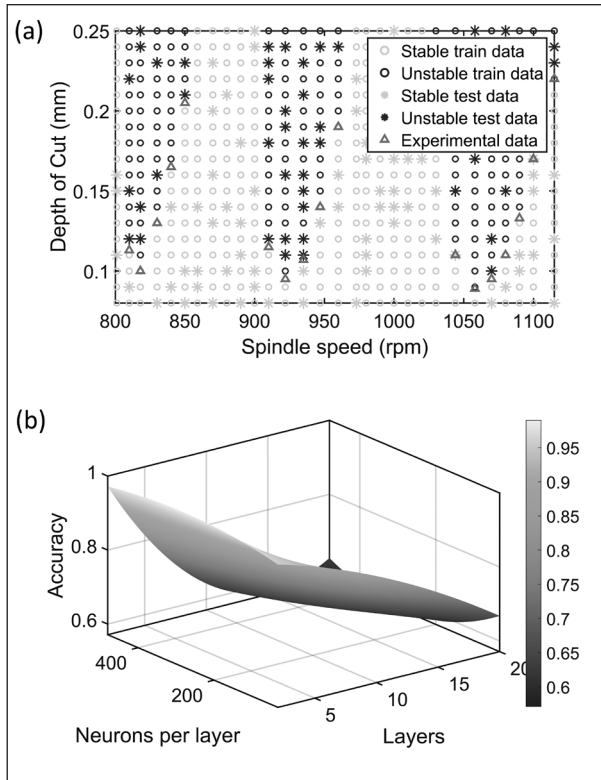 (a)
0.25
0.2
0.15
0.1
Depth of Cut (mm)
Stable train data
Unstable train data
Stable test data
Unstable test data
Experimental data
800 850 900 950 1000 1050 1100
Spindle speed (rpm)
(b)
1
0.8
0.6
Accuracy
400
200
Neurons per layer
5
10
15
20
Layers
0.95
0.9
0.85
0.8
0.75
0.7
0.65
0.6